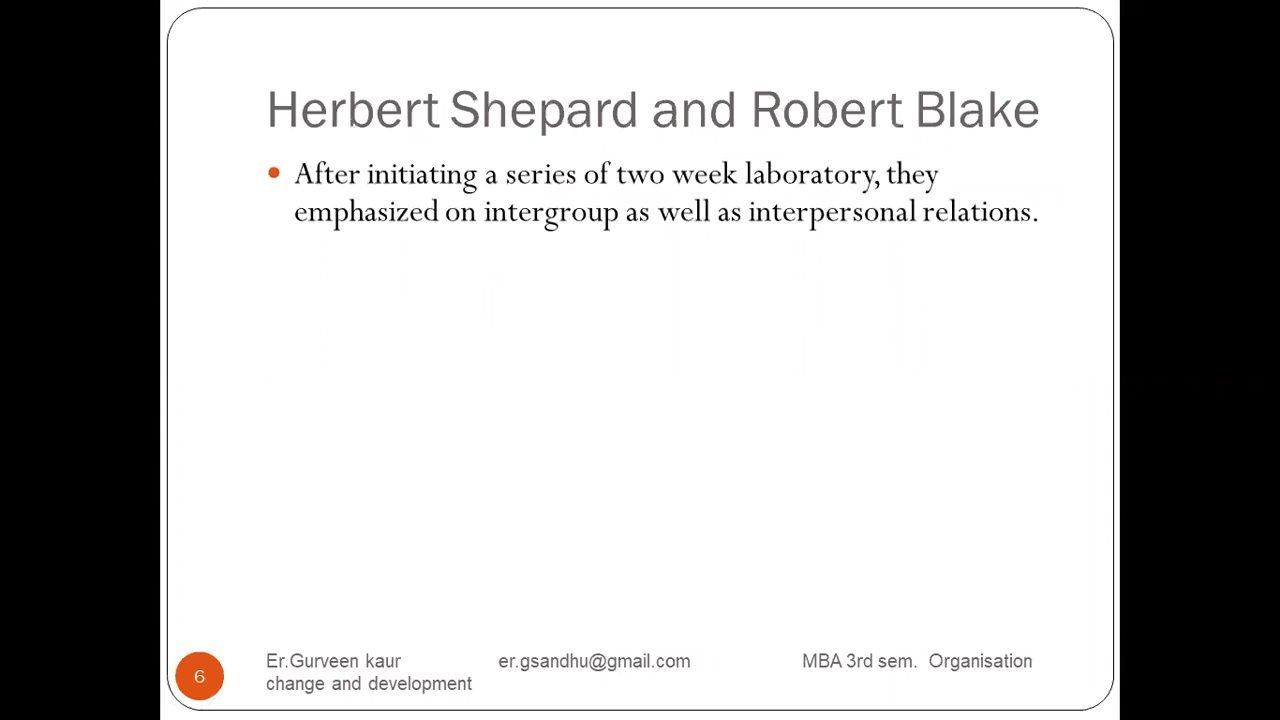 Herbert Shepard and Robert Blake
• After initiating a series of two week laboratory, they
emphasized on intergroup as well as interpersonal relations.
6
Er.Gurveen kaur er.gsandhu@gmail.com MBA 3rd sem. Organisation
change and development